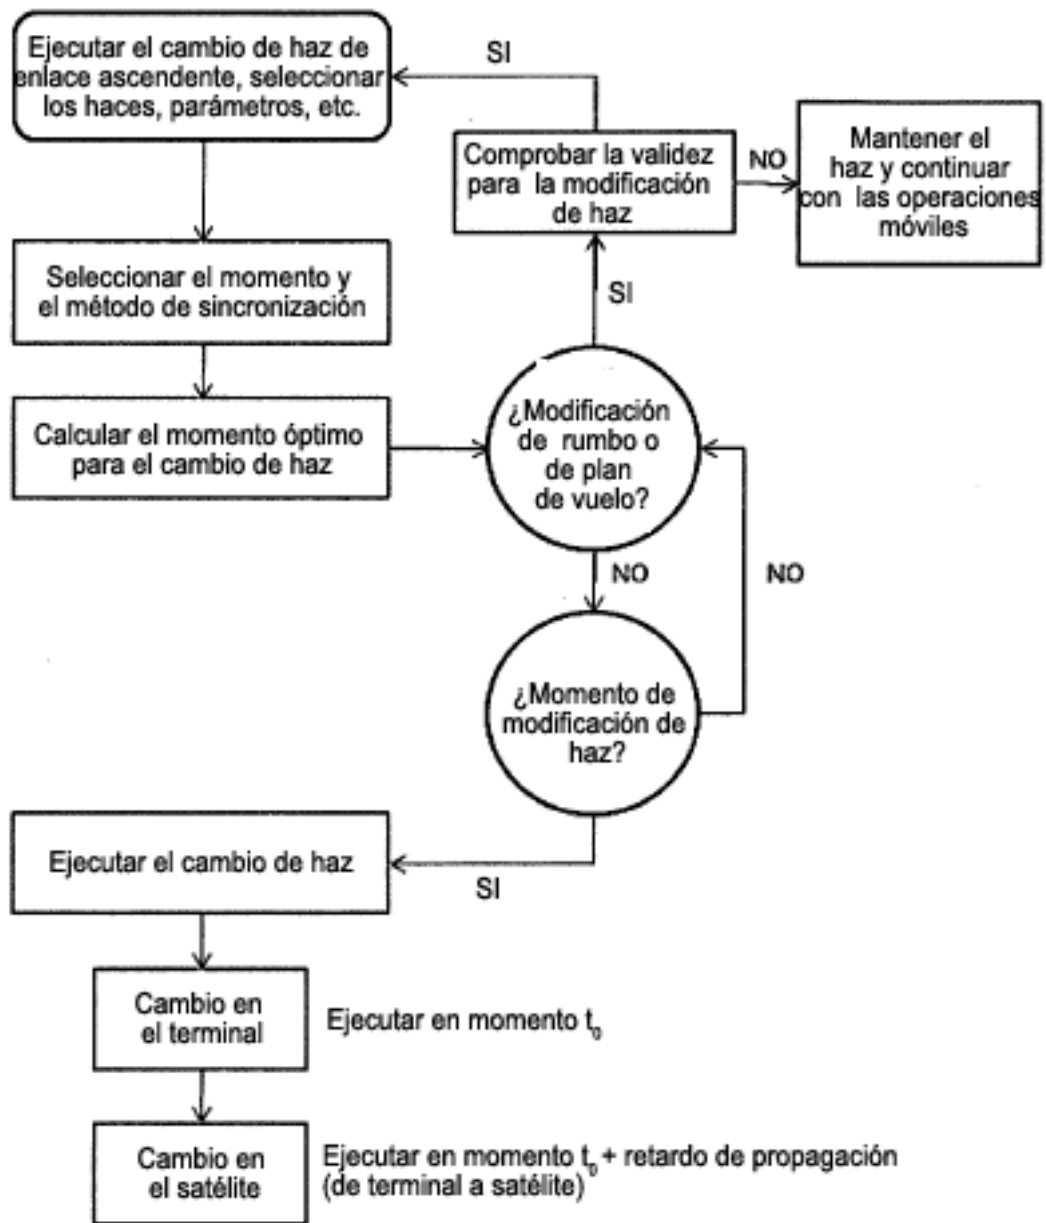 Ejecutar el cambio de haz de
enlace ascendente, seleccionar
los haces, parámetros, etc.
SI
Comprobar la validez
para la modificación
de haz
NO
Mantener el
haz y continuar
con las operaciones
móviles
Seleccionar el momento y
el método de sincronización
SI
Calcular el momento óptimo
para el cambio de haz
¿Modificación
de rumbo o
de plan
de vuelo?
NO
NO
¿Momento de
modificación de
haz?
Ejecutar el cambio de haz
SI
Cambio en
el terminal
Ejecutar en momento t₀
Cambio en
el satélite
Ejecutar en momento t₀ + retardo de propagación
(de terminal a satélite)